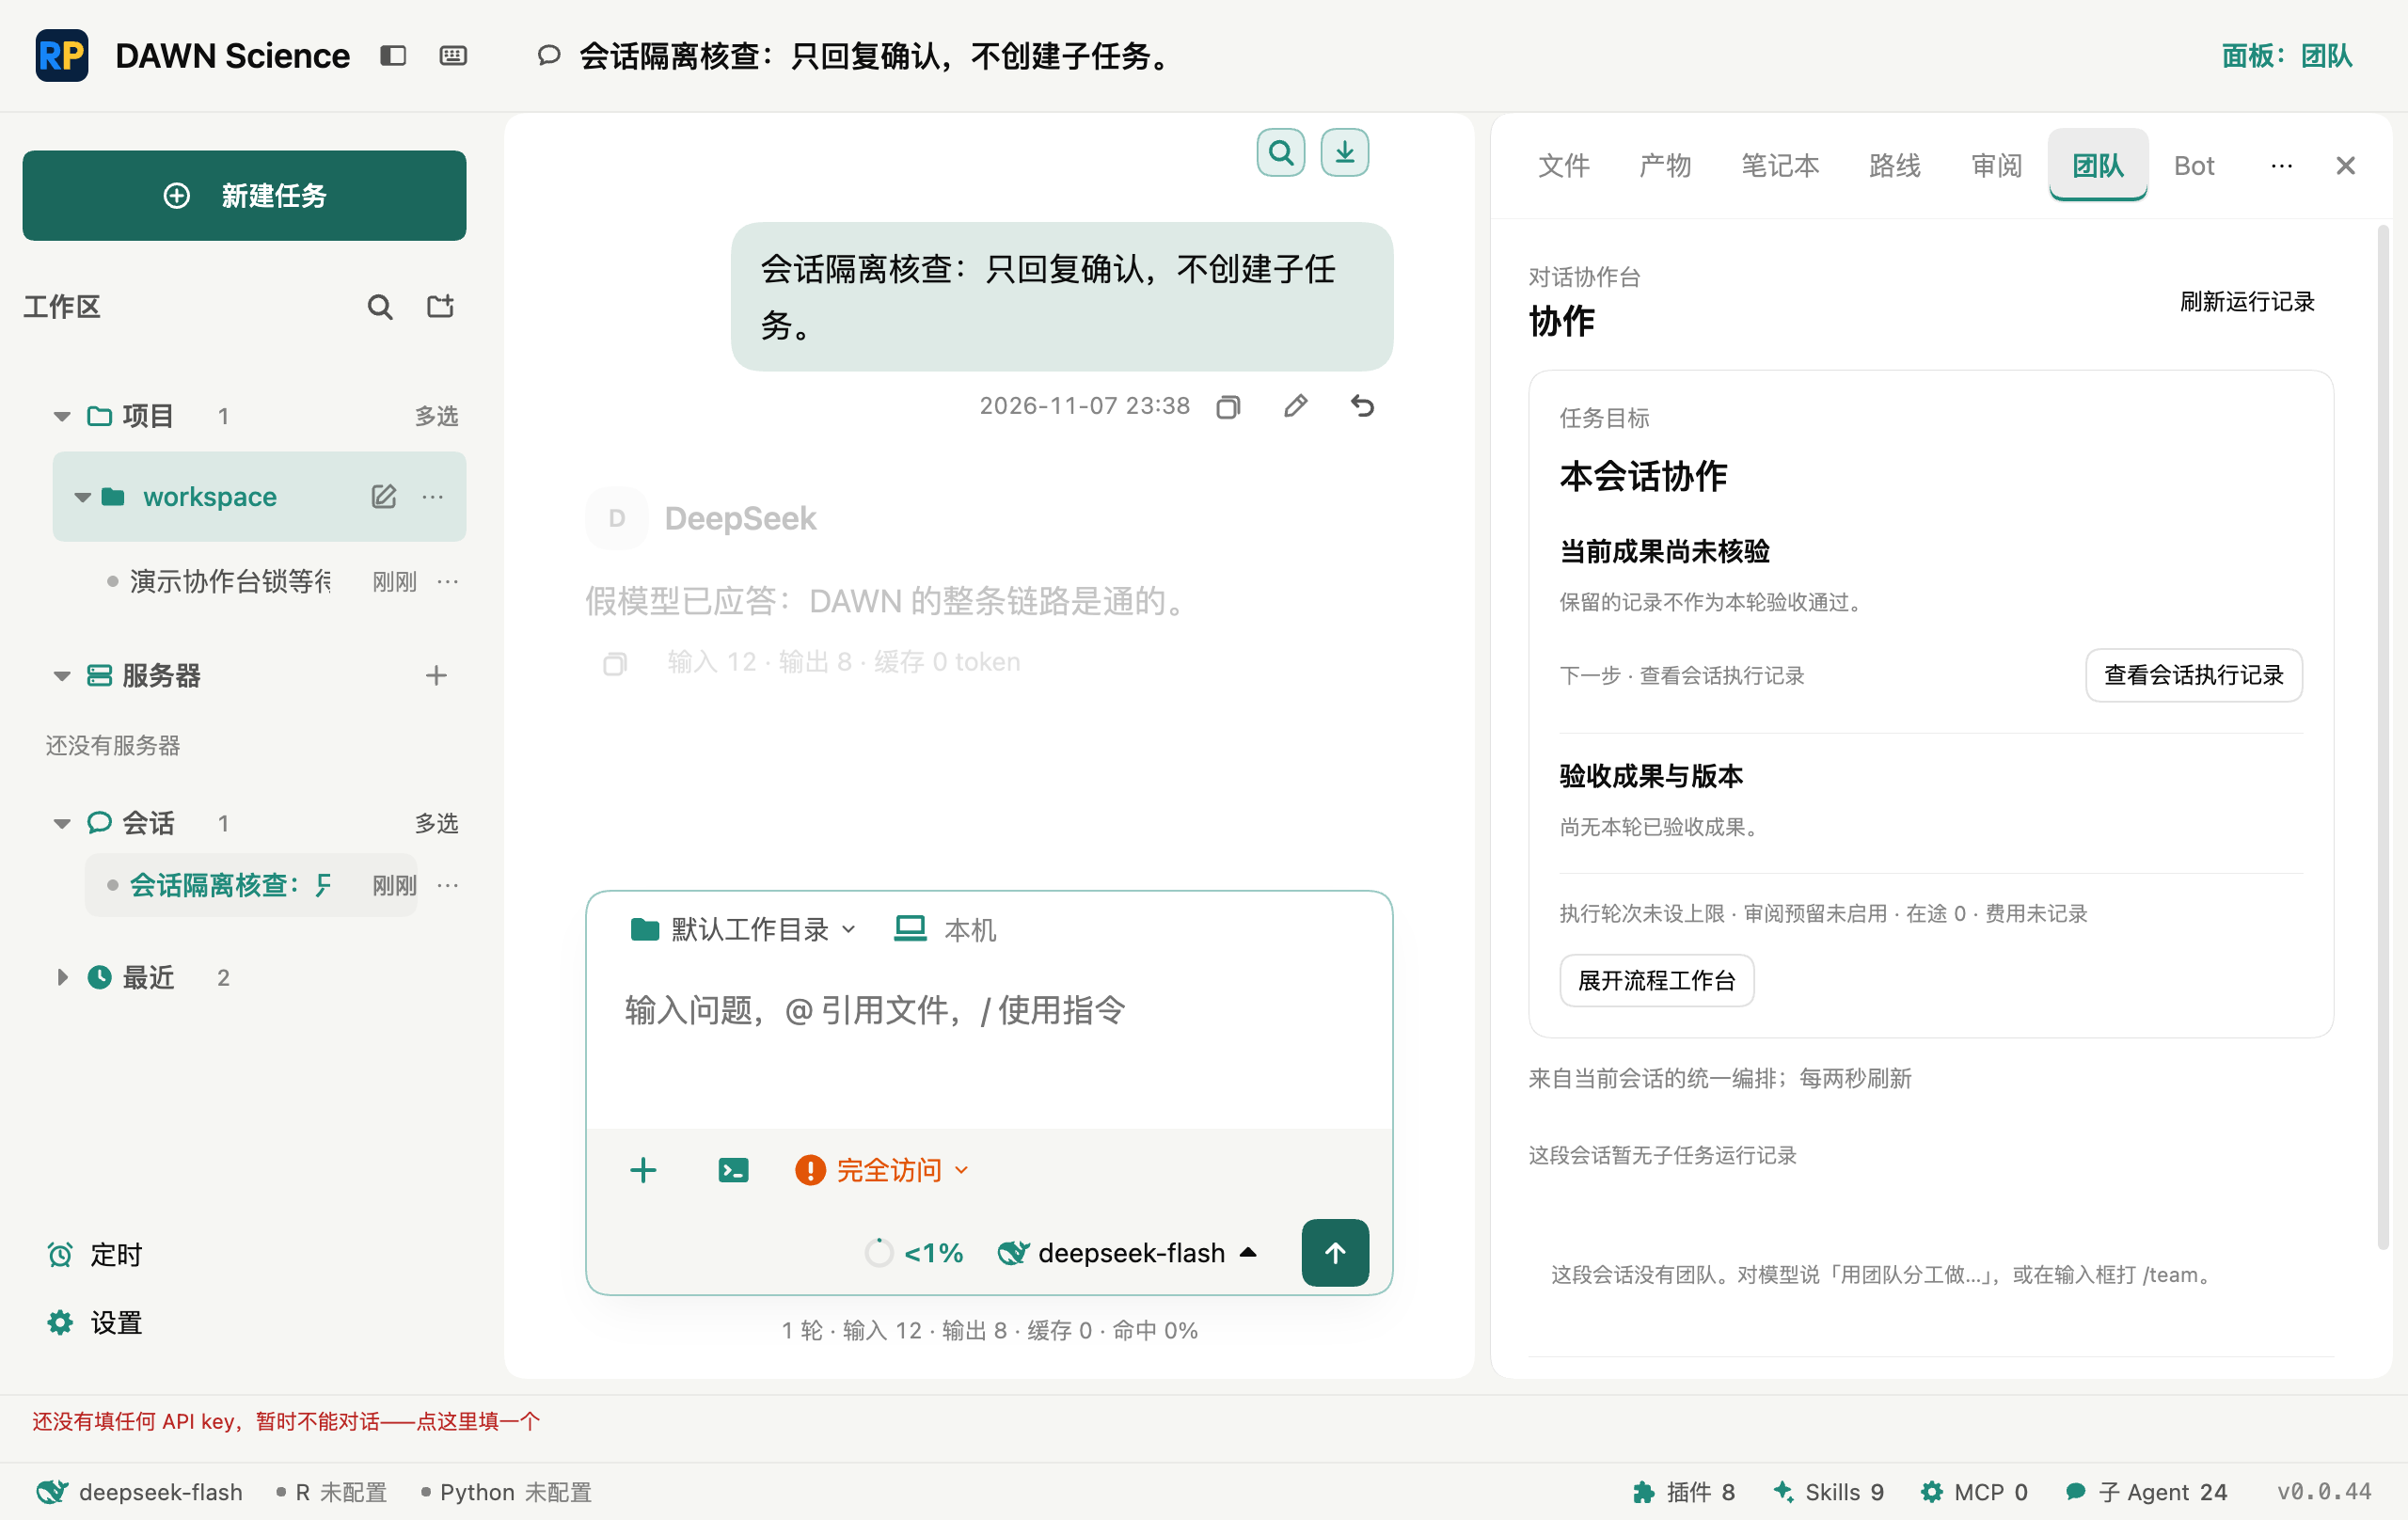 RP
DAWN Science
会话隔离核查：只回复确认，不创建子任务。
面板：团队
新建任务
工作区
项目 1 多选
workspace
演示协作台锁等待 刚刚
服务器
还没有服务器
会话 1 多选
会话隔离核查： 刚刚
最近 2
定时
设置
会话隔离核查：只回复确认，不创建子任
务。
2026-11-07 23:38
D DeepSeek
假模型已应答：DAWN 的整条链路是通的。
输入 12 · 输出 8 · 缓存 0 token
默认工作目录 本机
输入问题，@ 引用文件，/ 使用指令
完全访问
<1% deepseek-flash
1 轮 · 输入 12 · 输出 8 · 缓存 0 · 命中 0%
文件 产物 笔记本 路线 审阅 团队 Bot
对话协作台
协作
刷新运行记录
任务目标
本会话协作
当前成果尚未核验
保留的记录不作为本轮验收通过。
下一步 · 查看会话执行记录 查看会话执行记录
验收成果与版本
尚无本轮已验收成果。
执行轮次未设上限 · 审阅预留未启用 · 在途 0 · 费用未记录
展开流程工作台
来自当前会话的统一编排；每两秒刷新
这段会话暂无子任务运行记录
这段会话没有团队。对模型说「用团队分工做…」，或在输入框打 /team。
还没有填任何 API key，暂时不能对话——点这里填一个
deepseek-flash R 未配置 Python 未配置
插件 8 Skills 9 MCP 0 子 Agent 24 v0.0.44